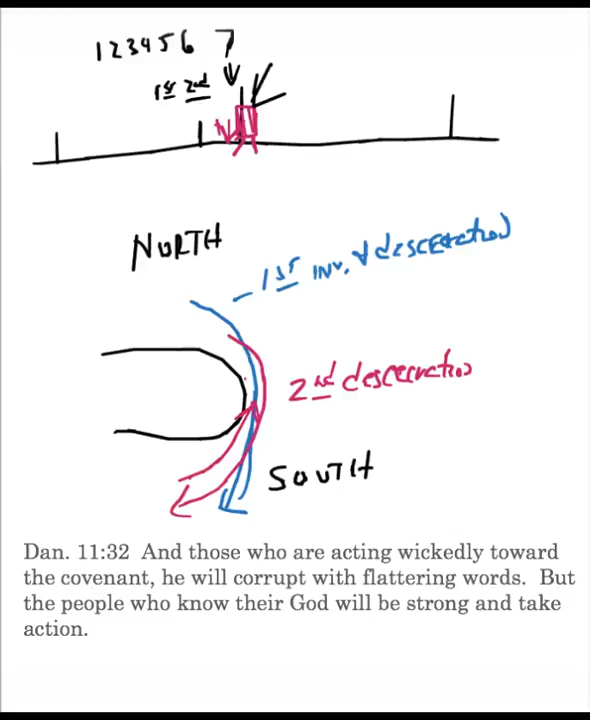 1 2 3 4 5 6 7
1st 2nd
NORTH
1st INV. & desecration
2nd desecration
SOUTH
Dan. 11:32 And those who are acting wickedly toward
the covenant, he will corrupt with flattering words. But
the people who know their God will be strong and take
action.